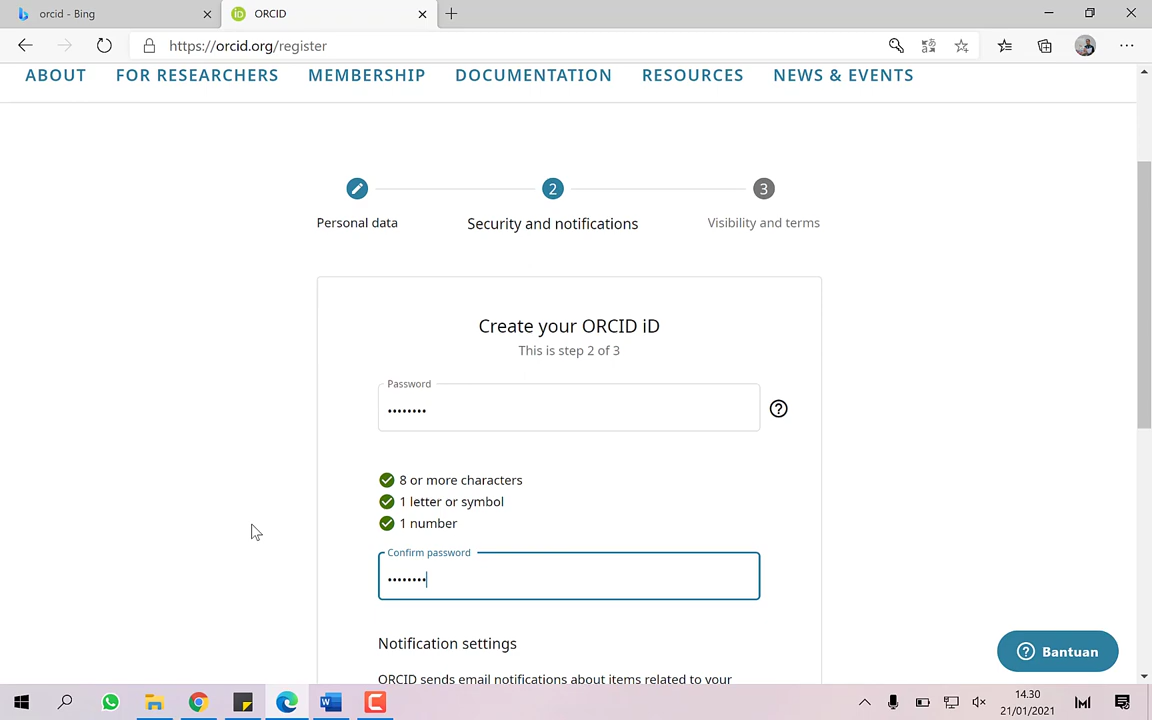 orcid - Bing
iD ORCID
https://orcid.org/register
ABOUT FOR RESEARCHERS MEMBERSHIP DOCUMENTATION RESOURCES NEWS & EVENTS
2 3
Personal data Security and notifications Visibility and terms
Create your ORCID iD
This is step 2 of 3
Password
••••••••
8 or more characters
1 letter or symbol
1 number
Confirm password
••••••••
Notification settings
ORCID sends email notifications about items related to your
Bantuan
14.30
21/01/2021